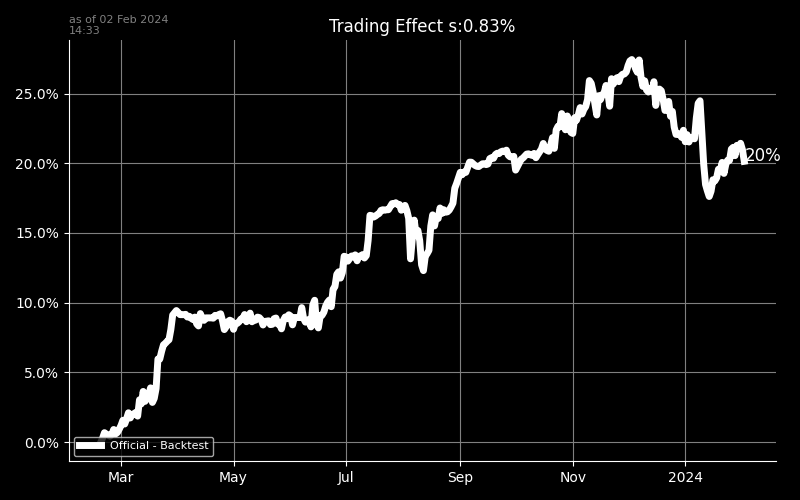 as of 02 Feb 2024
14:33
Trading Effect s:0.83%
25.0%
20.0%
15.0%
10.0%
5.0%
0.0%
20%
Official - Backtest
Mar May Jul Sep Nov 2024